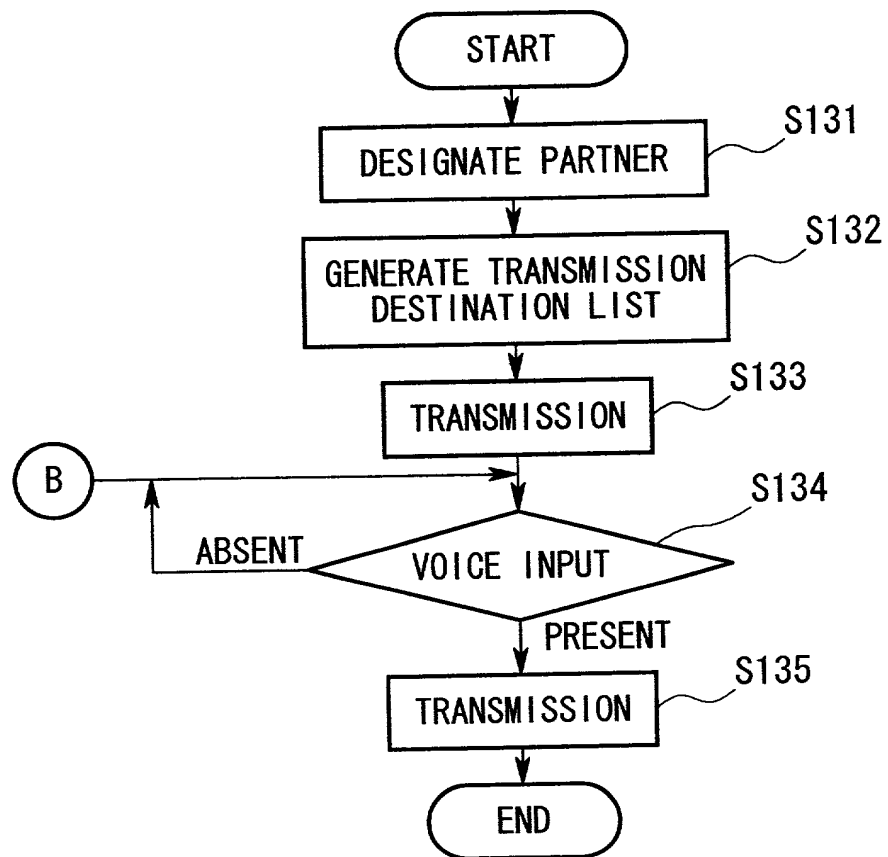 START
S131
DESIGNATE PARTNER
S132
GENERATE TRANSMISSION
DESTINATION LIST
S133
TRANSMISSION
B
S134
ABSENT
VOICE INPUT
PRESENT
S135
TRANSMISSION
END